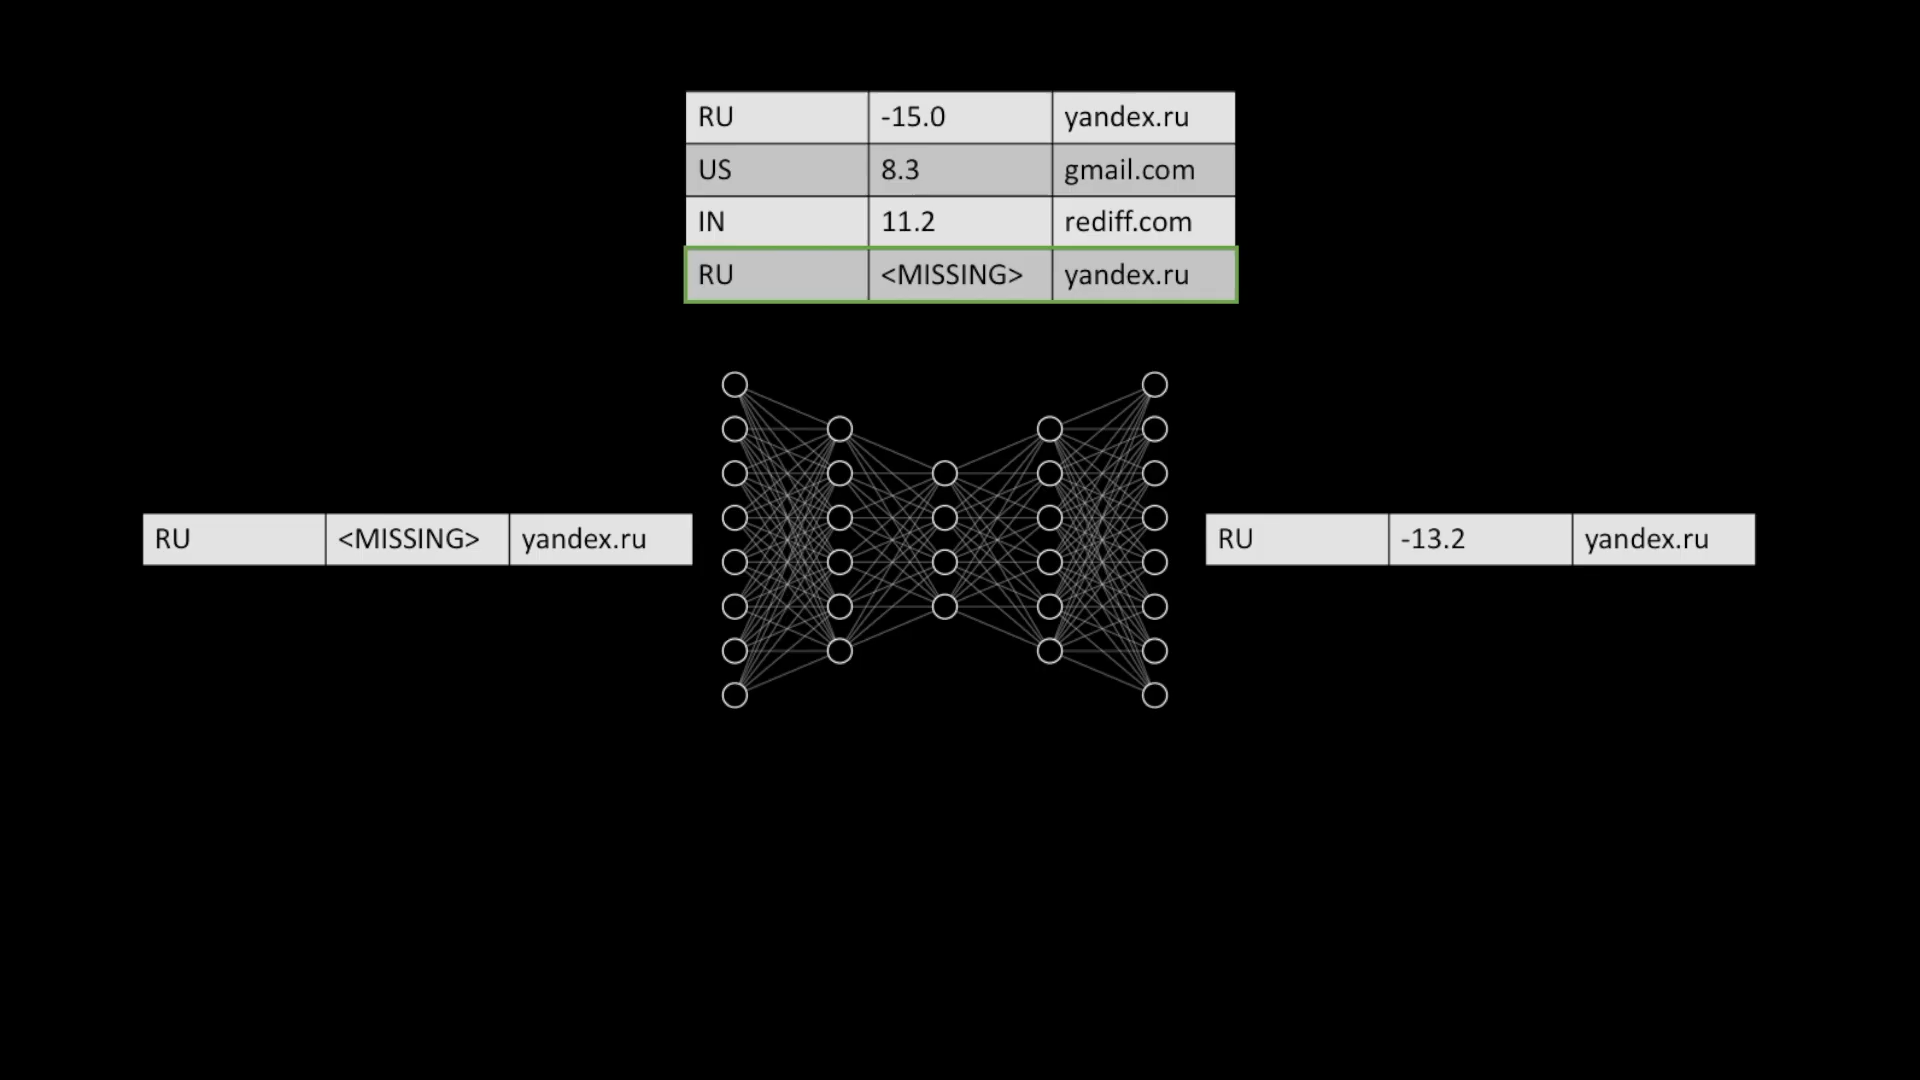 RU -15.0 yandex.ru
US 8.3 gmail.com
IN 11.2 rediff.com
RU <MISSING> yandex.ru
RU <MISSING> yandex.ru
RU -13.2 yandex.ru